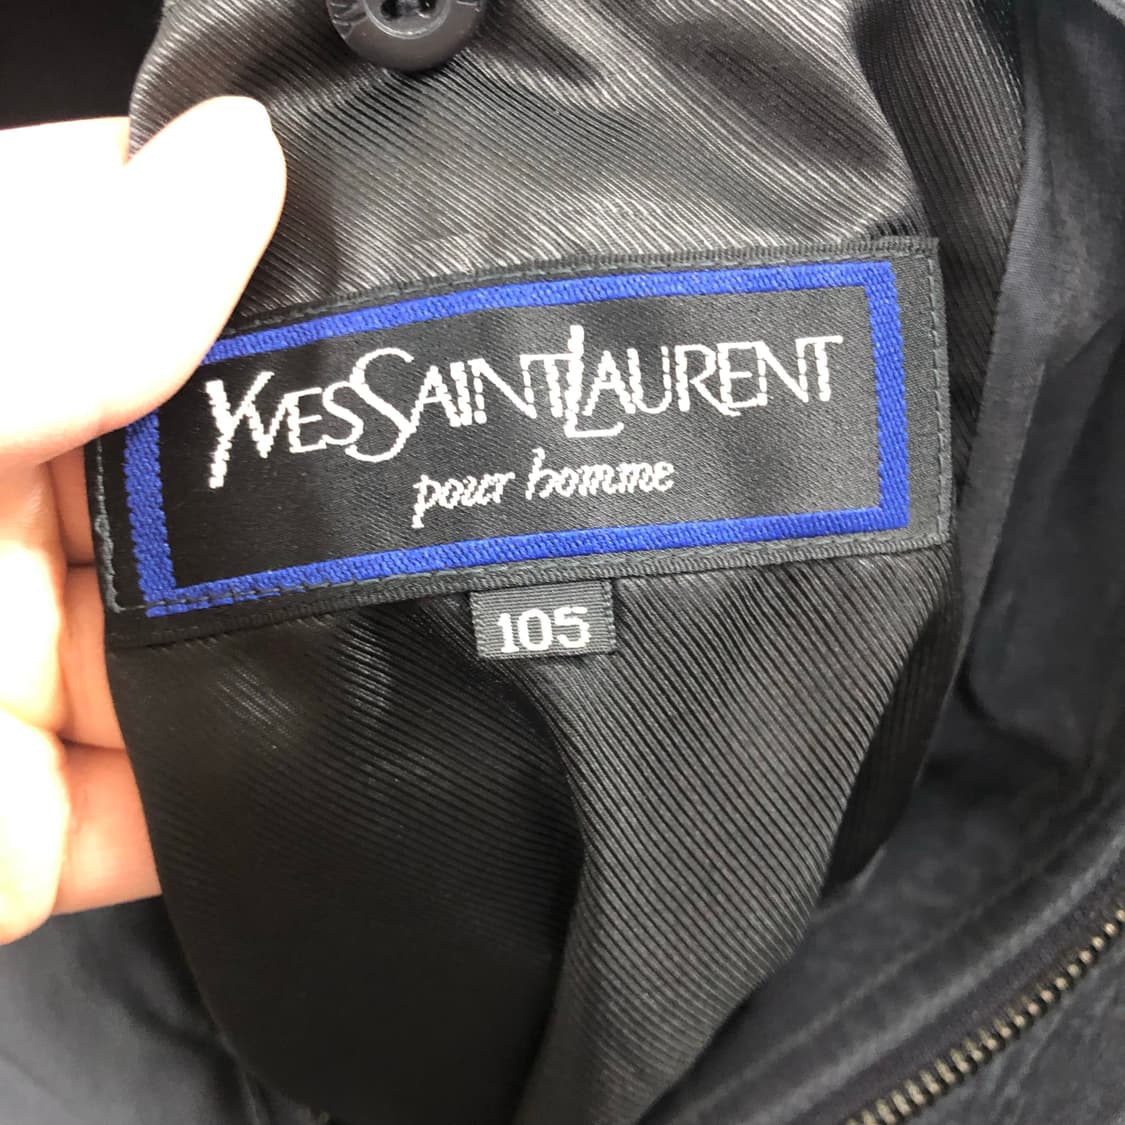 YVESSAINTLAURENT
pour homme
105